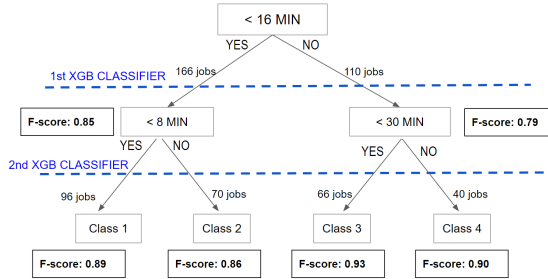 < 16 MIN
YES NO
166 jobs 110 jobs
1st XGB CLASSIFIER
F-score: 0.85 < 8 MIN < 30 MIN F-score: 0.79
YES NO YES NO
2nd XGB CLASSIFIER
96 jobs 70 jobs 66 jobs 40 jobs
Class 1 Class 2 Class 3 Class 4
F-score: 0.89 F-score: 0.86 F-score: 0.93 F-score: 0.90